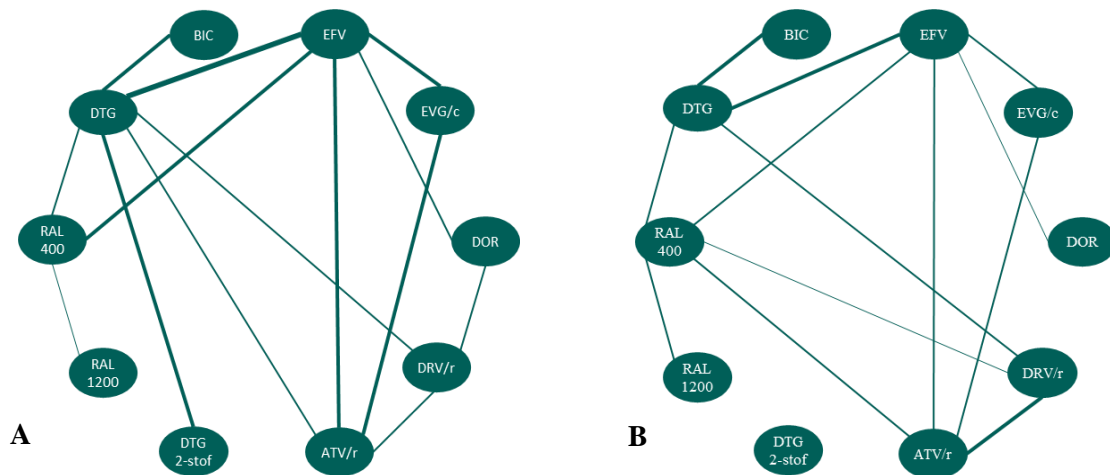 BIC
EFV
DTG
EVG/c
RAL
400
DOR
RAL
1200
DRV/r
DTG
2-stof
ATV/r
A
BIC
EFV
DTG
EVG/c
RAL
400
DOR
RAL
1200
DRV/r
DTG
2-stof
ATV/r
B